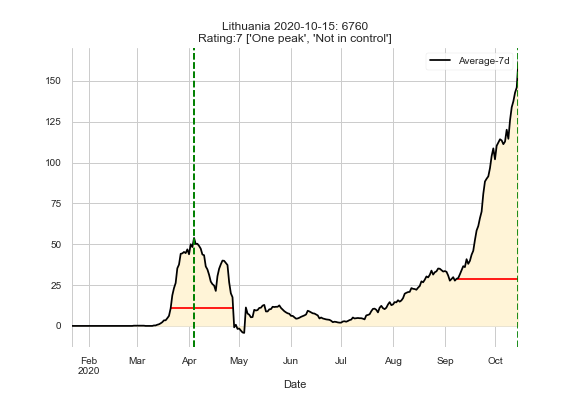 Lithuania 2020-10-15: 6760
Rating:7 ['One peak', 'Not in control']
Average-7d
150
125
100
75
50
25
0
Feb Mar Apr May Jun Jul Aug Sep Oct
2020
Date